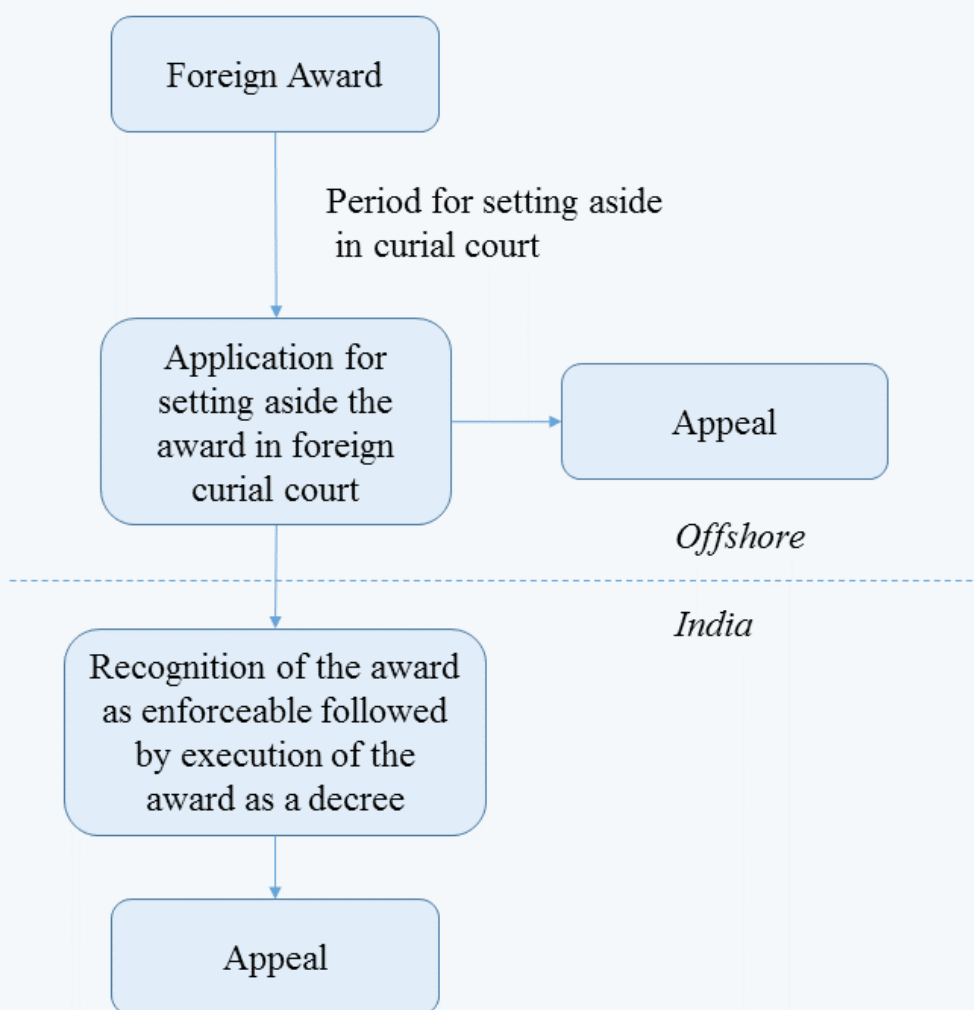 Foreign Award
Period for setting aside
in curial court
Application for
setting aside the
award in foreign
curial court
Appeal
Offshore
India
Recognition of the award
as enforceable followed
by execution of the
award as a decree
Appeal